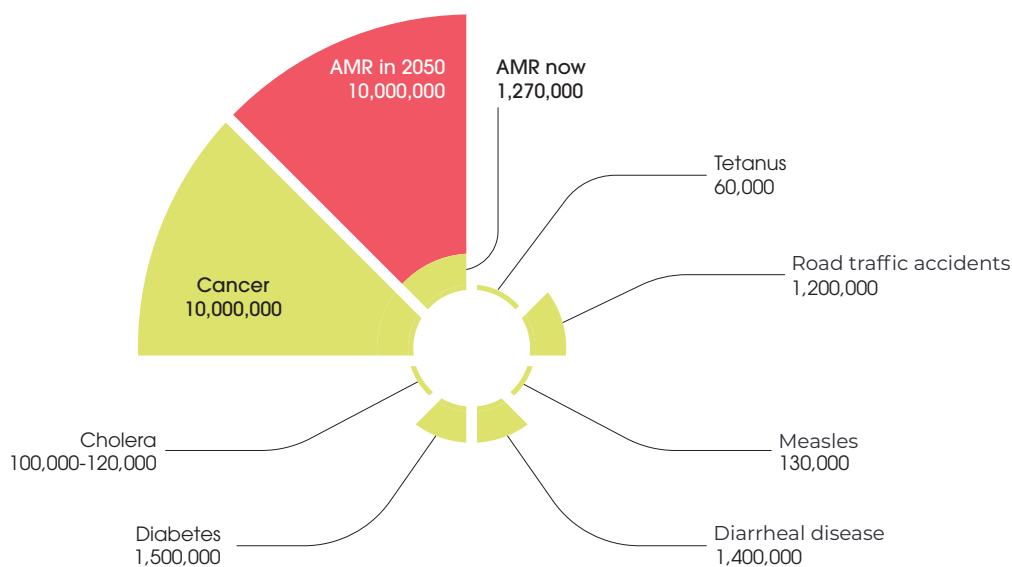 AMR in 2050
10,000,000
AMR now
1,270,000
Tetanus
60,000
Road traffic accidents
1,200,000
Cancer
10,000,000
Cholera
100,000-120,000
Measles
130,000
Diabetes
1,500,000
Diarrheal disease
1,400,000